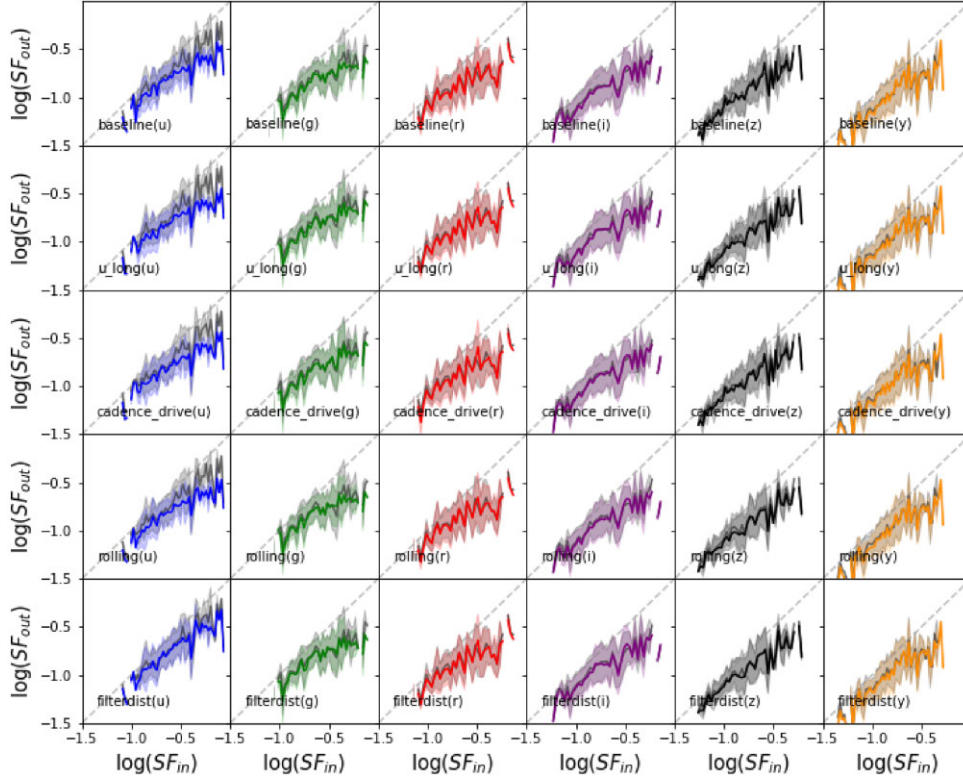 log(SF_out)
-0.5
-1.0
-1.5
baseline(u)
baseline(g)
baseline(r)
baseline(i)
baseline(z)
baseline(y)
log(SF_out)
-0.5
-1.0
-1.5
u_long(u)
u_long(g)
u_long(r)
u_long(i)
u_long(z)
u_long(y)
log(SF_out)
-0.5
-1.0
-1.5
cadence_drive(u)
cadence_drive(g)
cadence_drive(r)
cadence_drive(i)
cadence_drive(z)
cadence_drive(y)
log(SF_out)
-0.5
-1.0
-1.5
rolling(u)
rolling(g)
rolling(r)
rolling(i)
rolling(z)
rolling(y)
log(SF_out)
-0.5
-1.0
-1.5
filterdist(u)
filterdist(g)
filterdist(r)
filterdist(i)
filterdist(z)
filterdist(y)
-1.5 -1.0 -0.5 -1.5 -1.0 -0.5 -1.5 -1.0 -0.5 -1.5 -1.0 -0.5 -1.5 -1.0 -0.5 -1.5 -1.0 -0.5
log(SF_in) log(SF_in) log(SF_in) log(SF_in) log(SF_in) log(SF_in)